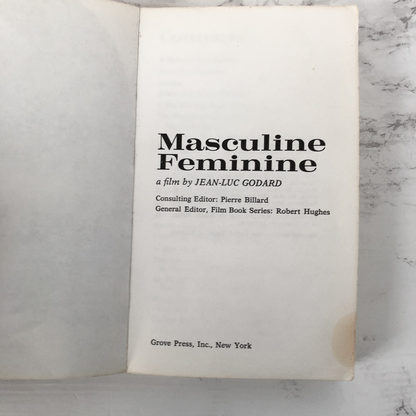 Masculine
Feminine
a film by JEAN-LUC GODARD
Consulting Editor: Pierre Billard
General Editor, Film Book Series: Robert Hughes
Grove Press, Inc., New York